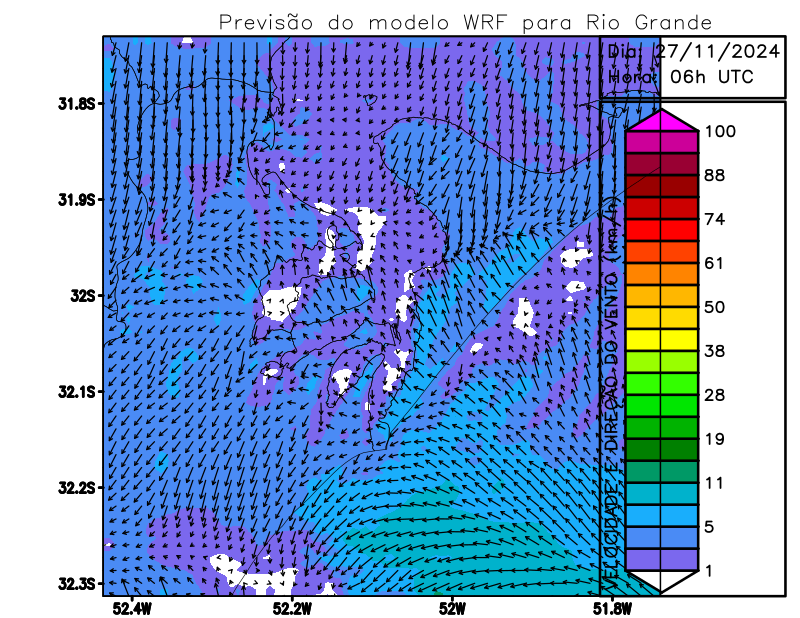 Previsão do modelo WRF para Rio Grande
Dia: 27/11/2024
Hora: 06h UTC
31.8S
31.9S
32S
32.1S
32.2S
32.3S
52.4W
52.2W
52W
51.8W
VELOCIDADE E DIREÇÃO DO VENTO (km/h)
100
88
74
61
50
38
28
19
11
5
1